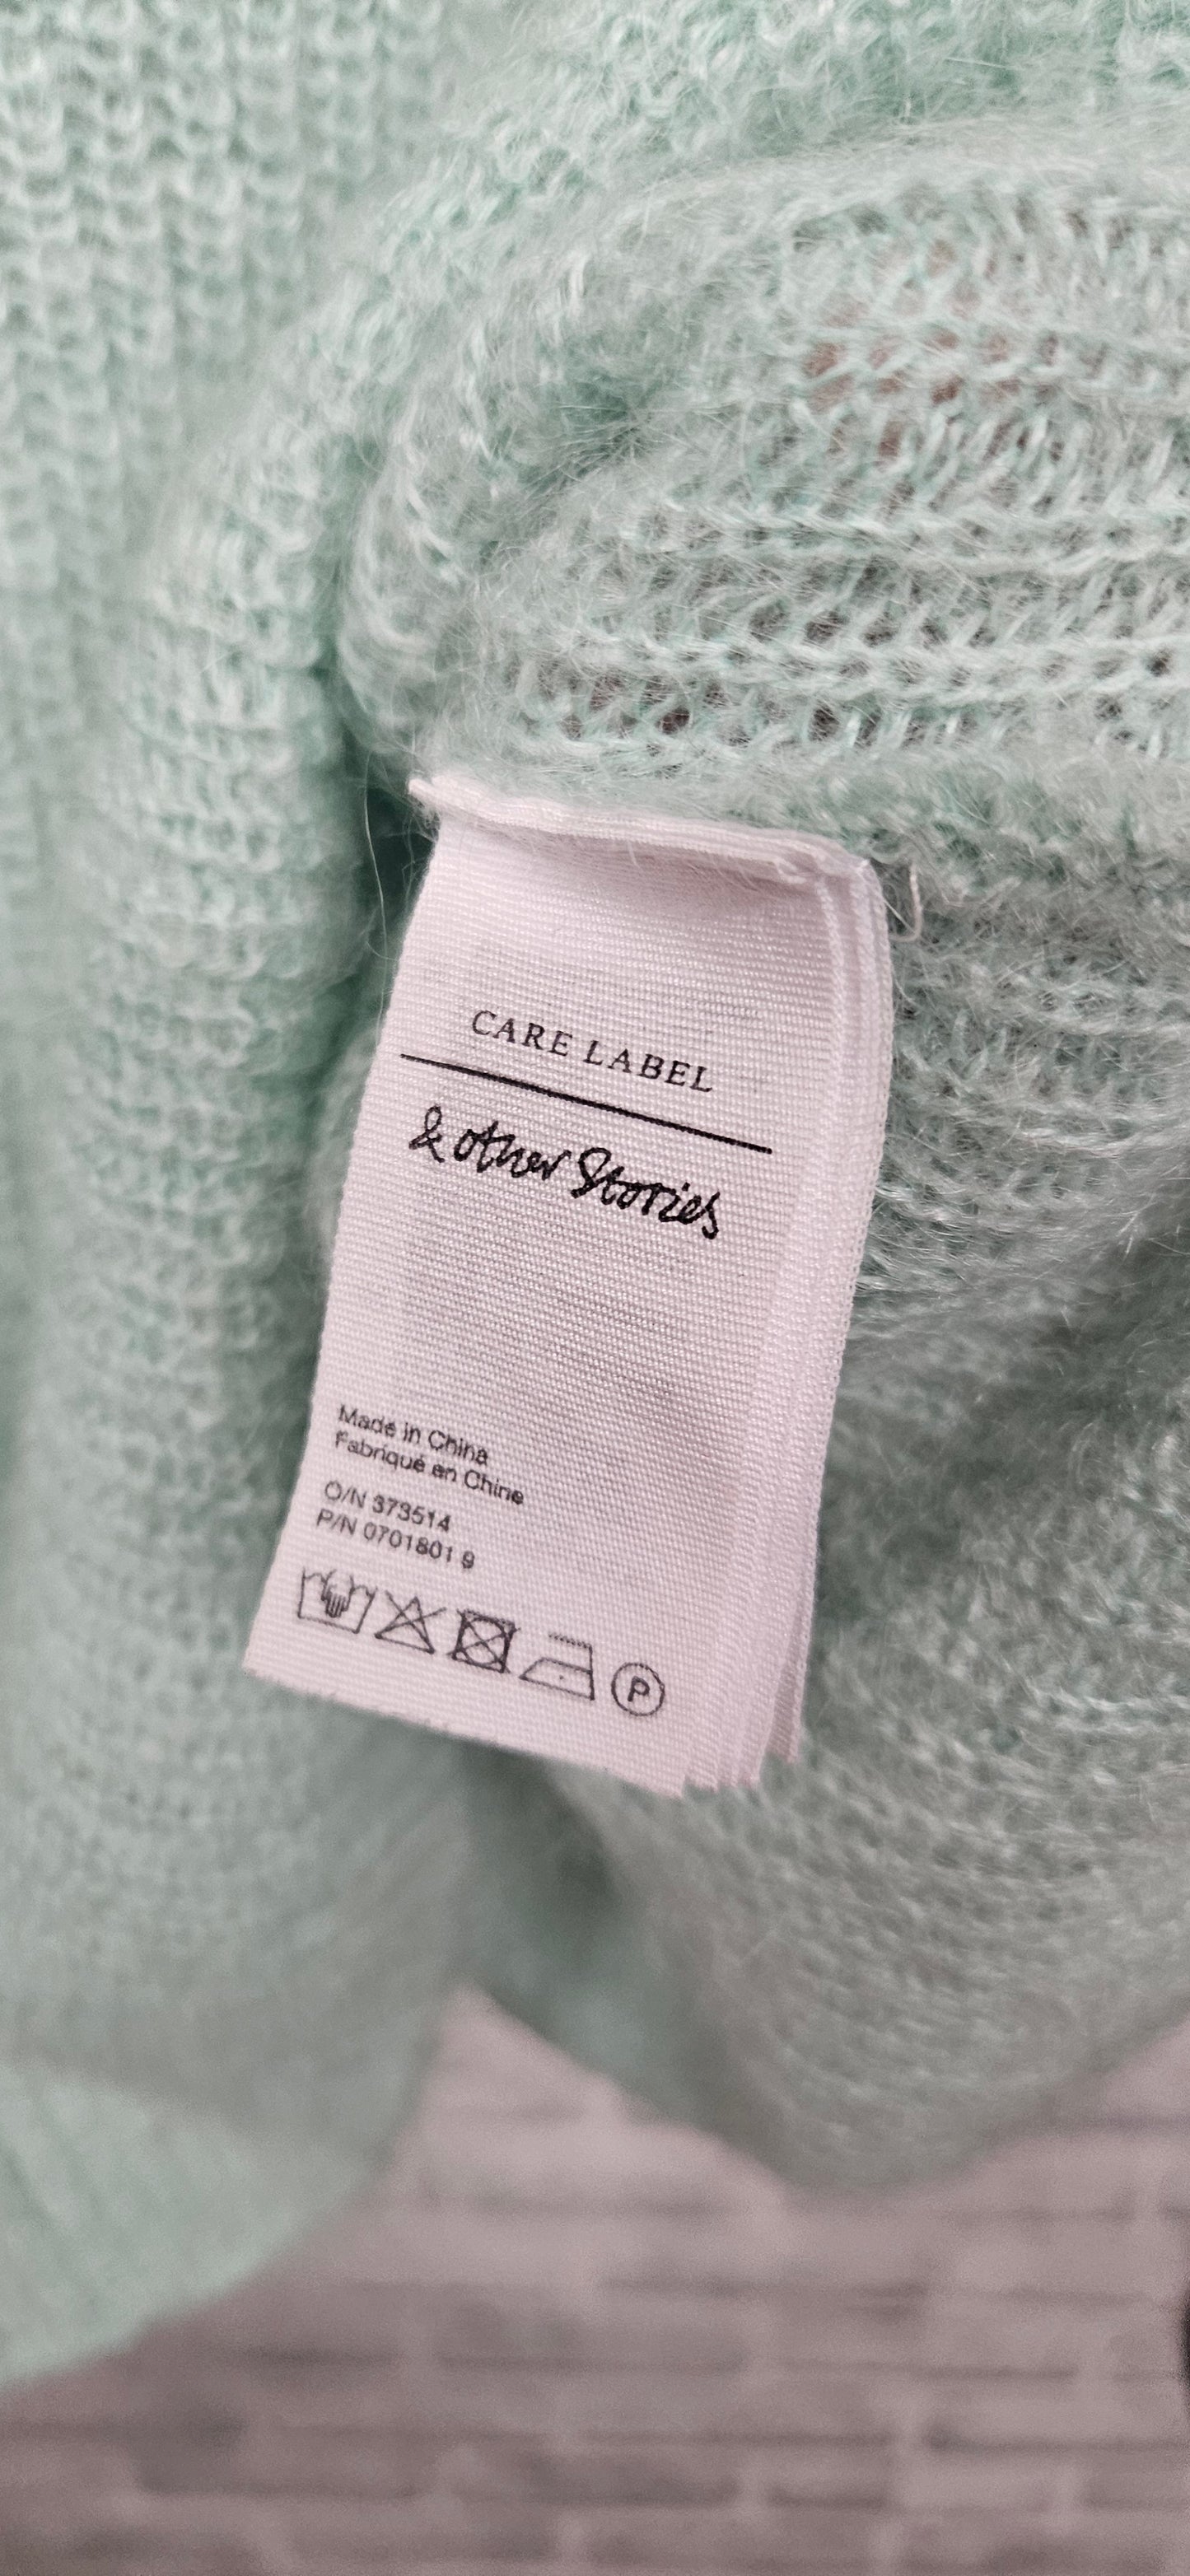 CARE LABEL
& other Stories
Made in China
Fabriqué en Chine
O/N 373514
P/N 0701801 9
P